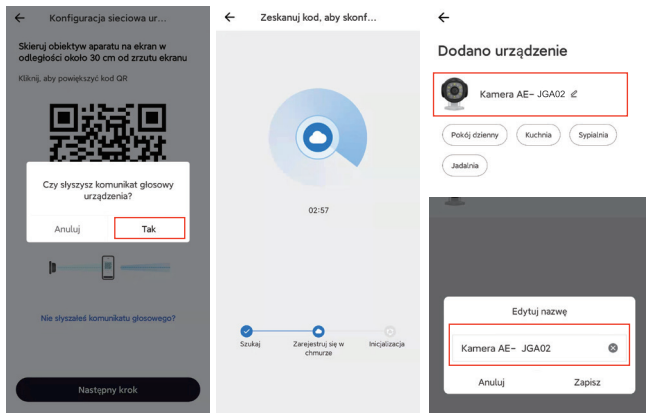 Konfiguracja sieciowa ur...
Skieruj obiektyw aparatu na ekran w
odległości około 30 cm od zrzutu ekranu
Kliknij, aby powiększyć kod QR
Czy słyszysz komunikat głosowy
urządzenia?
Anuluj
Tak
Nie słyszałeś komunikatu głosowego?
Następny krok
Zeskanuj kod, aby skonf...
02:57
Szukaj
Zarejestruj się w
chmurze
Inicjalizacja
Dodano urządzenie
Kamera AE- JGA02
Pokój dzienny
Kuchnia
Sypialnia
Jadalnia
Edytuj nazwę
Kamera AE- JGA02
Anuluj
Zapisz